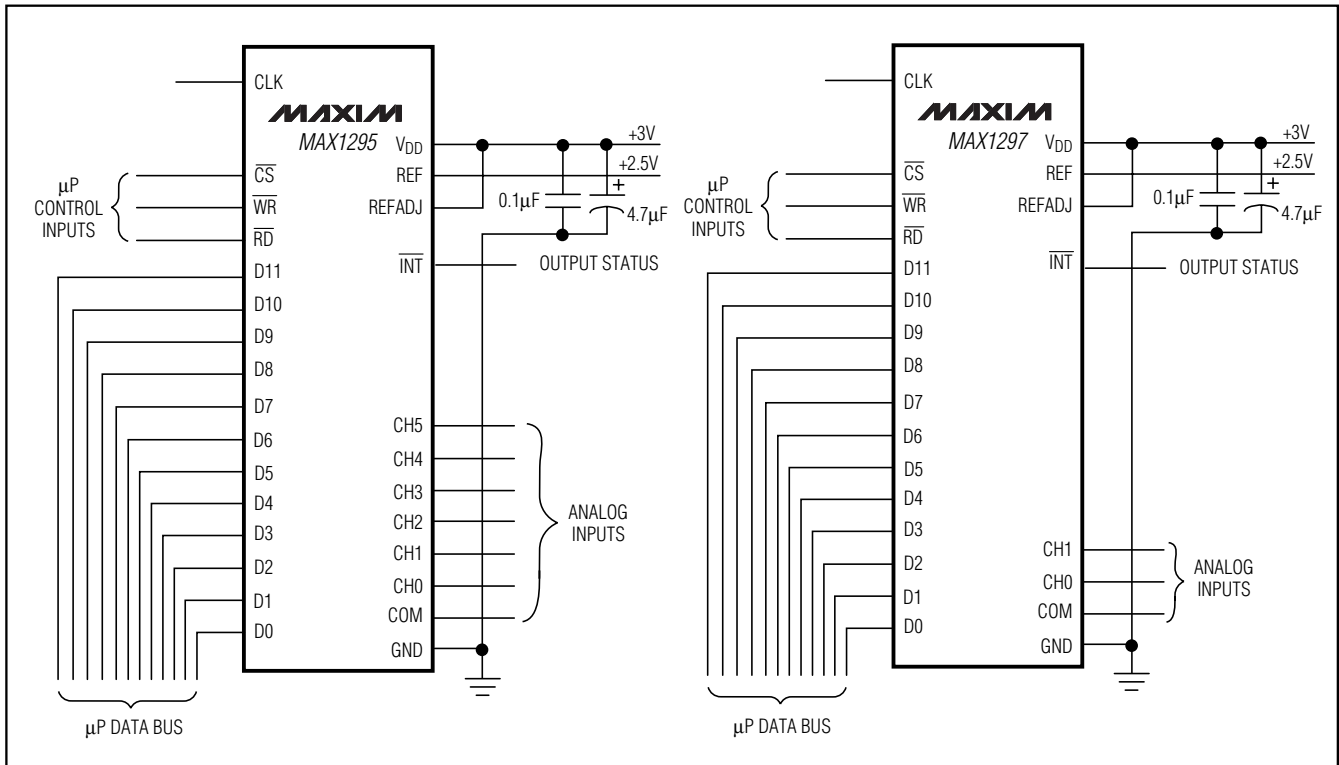 CLK
MAXIM
MAX1295
VDD
+3V
REF
+2.5V
REFADJ
0.1µF
+
4.7µF
µP
CONTROL
INPUTS
CS
WR
RD
INT
OUTPUT STATUS
D11
D10
D9
D8
D7
D6
D5
D4
D3
D2
D1
D0
CH5
CH4
CH3
CH2
CH1
CH0
COM
GND
ANALOG
INPUTS
µP DATA BUS
CLK
MAXIM
MAX1297
VDD
+3V
REF
+2.5V
REFADJ
0.1µF
+
4.7µF
µP
CONTROL
INPUTS
CS
WR
RD
INT
OUTPUT STATUS
D11
D10
D9
D8
D7
D6
D5
D4
D3
D2
D1
D0
CH1
CH0
COM
GND
ANALOG
INPUTS
µP DATA BUS